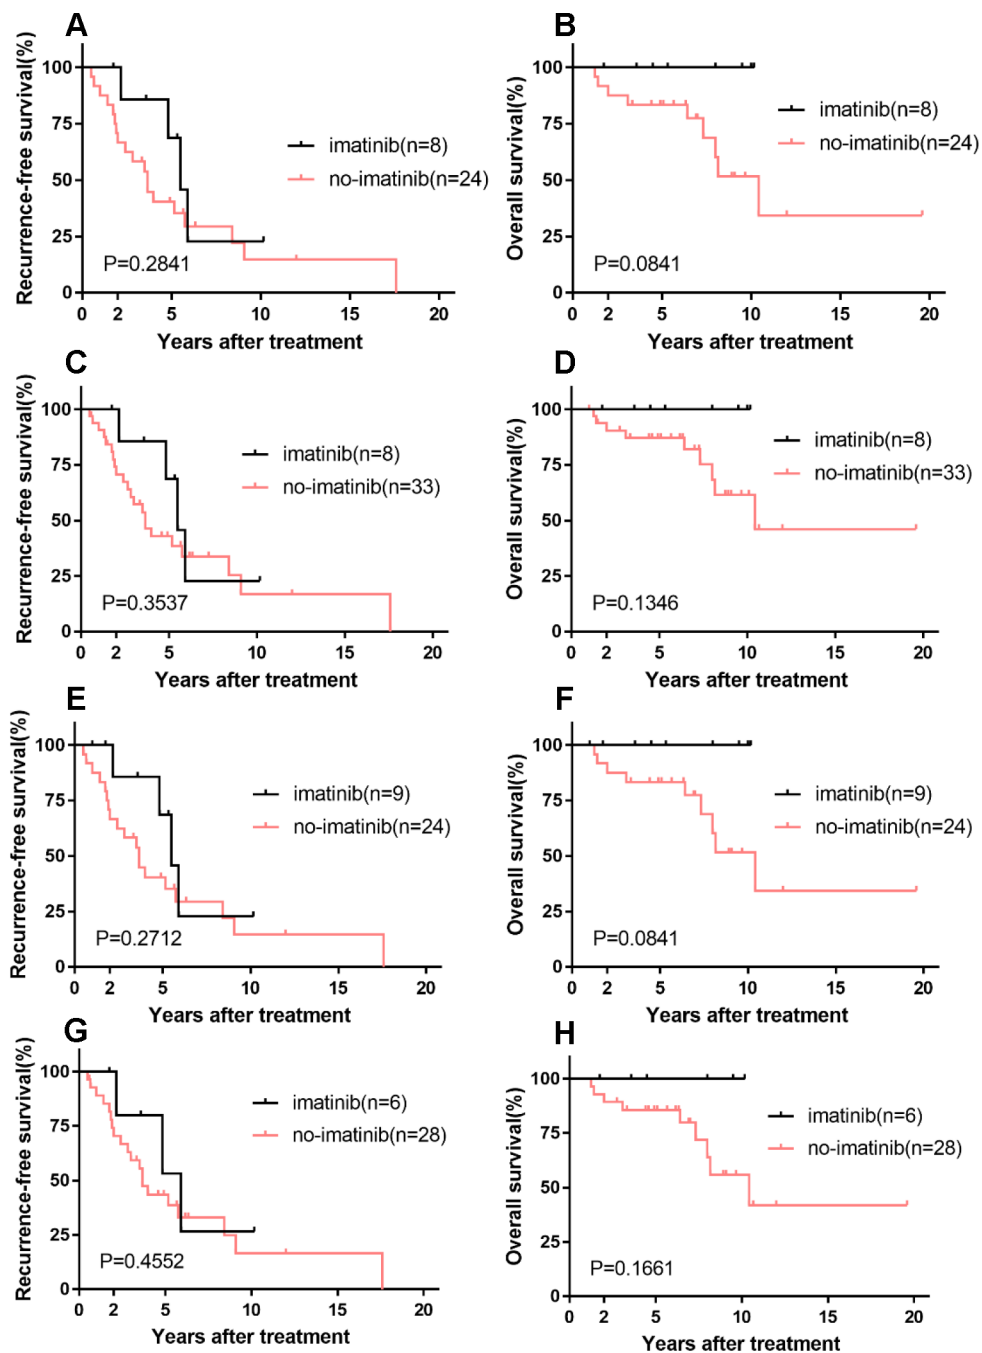 A
Recurrence-free survival(%)
100
75
50
25
0
imatinib(n=8)
no-imatinib(n=24)
P=0.2841
0 2 5 10 15 20
Years after treatment
B
Overall survival(%)
100
75
50
25
0
imatinib(n=8)
no-imatinib(n=24)
P=0.0841
0 2 5 10 15 20
Years after treatment
C
Recurrence-free survival(%)
100
75
50
25
0
imatinib(n=8)
no-imatinib(n=33)
P=0.3537
0 2 5 10 15 20
Years after treatment
D
Overall survival(%)
100
75
50
25
0
imatinib(n=8)
no-imatinib(n=33)
P=0.1346
0 2 5 10 15 20
Years after treatment
E
Recurrence-free survival(%)
100
75
50
25
0
imatinib(n=9)
no-imatinib(n=24)
P=0.2712
0 2 5 10 15 20
Years after treatment
F
Overall survival(%)
100
75
50
25
0
imatinib(n=9)
no-imatinib(n=24)
P=0.0841
0 2 5 10 15 20
Years after treatment
G
Recurrence-free survival(%)
100
75
50
25
0
imatinib(n=6)
no-imatinib(n=28)
P=0.4552
0 2 5 10 15 20
Years after treatment
H
Overall survival(%)
100
75
50
25
0
imatinib(n=6)
no-imatinib(n=28)
P=0.1661
0 2 5 10 15 20
Years after treatment